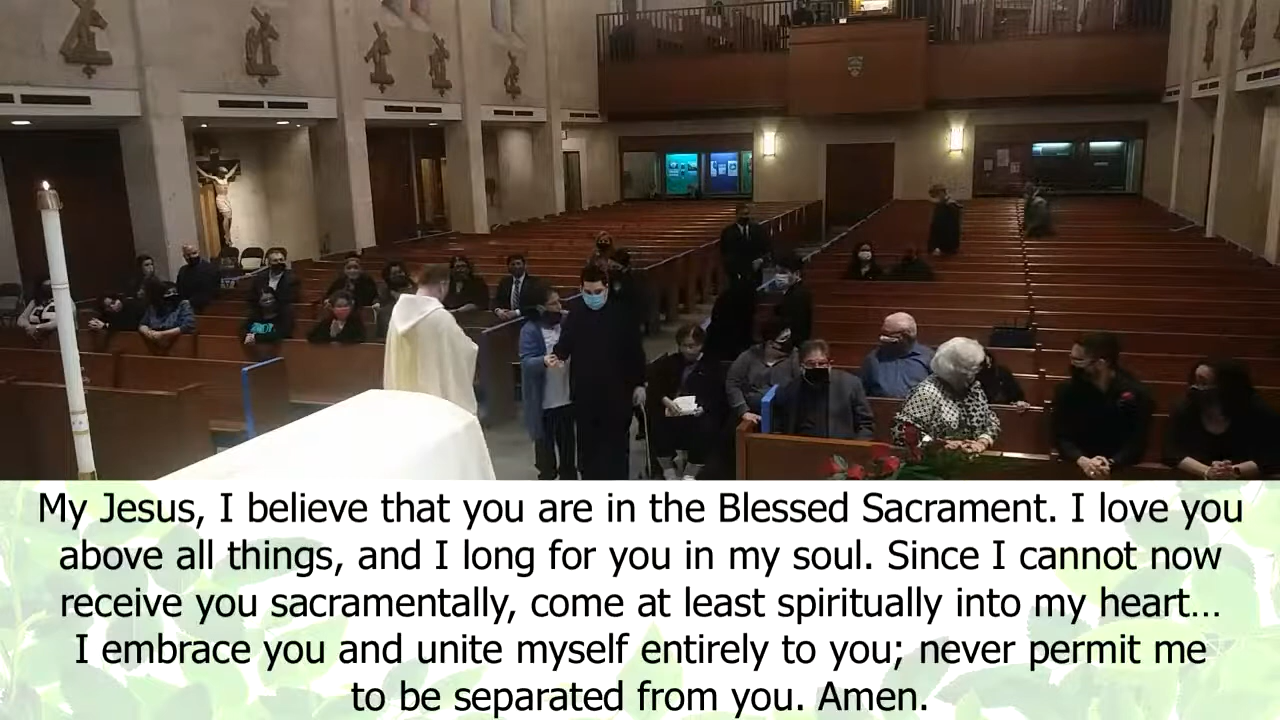 My Jesus, I believe that you are in the Blessed Sacrament. I love you
above all things, and I long for you in my soul. Since I cannot now
receive you sacramentally, come at least spiritually into my heart…
I embrace you and unite myself entirely to you; never permit me
to be separated from you. Amen.